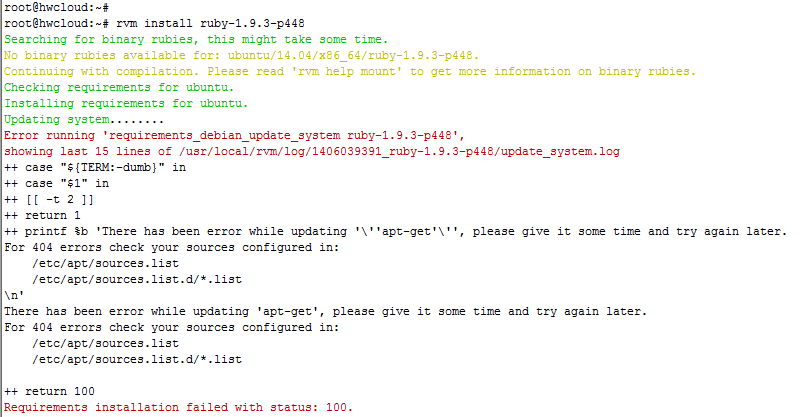 root@hwcloud:~#
root@hwcloud:~# rvm install ruby-1.9.3-p448
Searching for binary rubies, this might take some time.
No binary rubies available for: ubuntu/14.04/x86_64/ruby-1.9.3-p448.
Continuing with compilation. Please read 'rvm help mount' to get more information on binary rubies.
Checking requirements for ubuntu.
Installing requirements for ubuntu.
Updating system........
Error running 'requirements_debian_update_system ruby-1.9.3-p448',
showing last 15 lines of /usr/local/rvm/log/1406039391_ruby-1.9.3-p448/update_system.log
++ case "${TERM:-dumb}" in
++ case "$1" in
++ [[ -t 2 ]]
++ return 1
++ printf %b 'There has been error while updating '\''apt-get'\'', please give it some time and try again later.
For 404 errors check your sources configured in:
    /etc/apt/sources.list
    /etc/apt/sources.list.d/*.list
\n'
There has been error while updating 'apt-get', please give it some time and try again later.
For 404 errors check your sources configured in:
    /etc/apt/sources.list
    /etc/apt/sources.list.d/*.list

++ return 100
Requirements installation failed with status: 100.